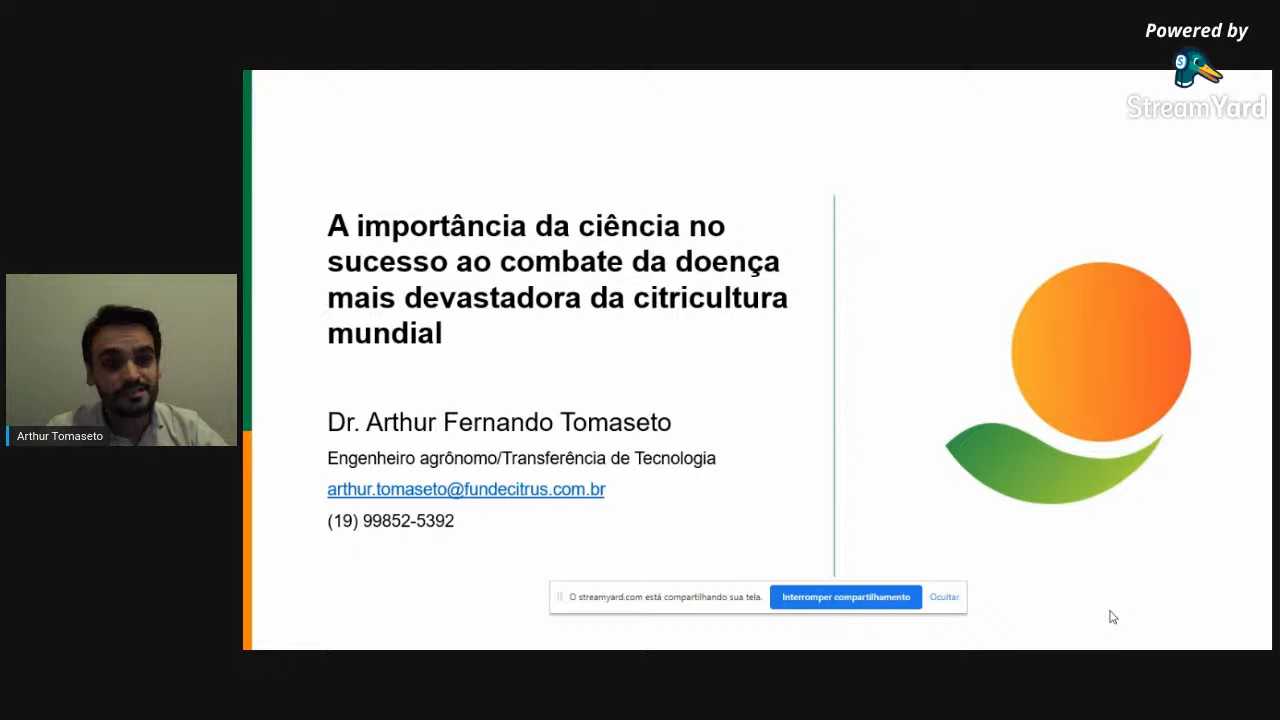 Powered by
StreamYard
A importância da ciência no
sucesso ao combate da doença
mais devastadora da citricultura
mundial
Dr. Arthur Fernando Tomaseto
Engenheiro agrônomo/Transferência de Tecnologia
arthur.tomaseto@fundecitrus.com.br
(19) 99852-5392
Arthur Tomaseto
O streamyard.com está compartilhando sua tela. Interromper compartilhamento Ocultar